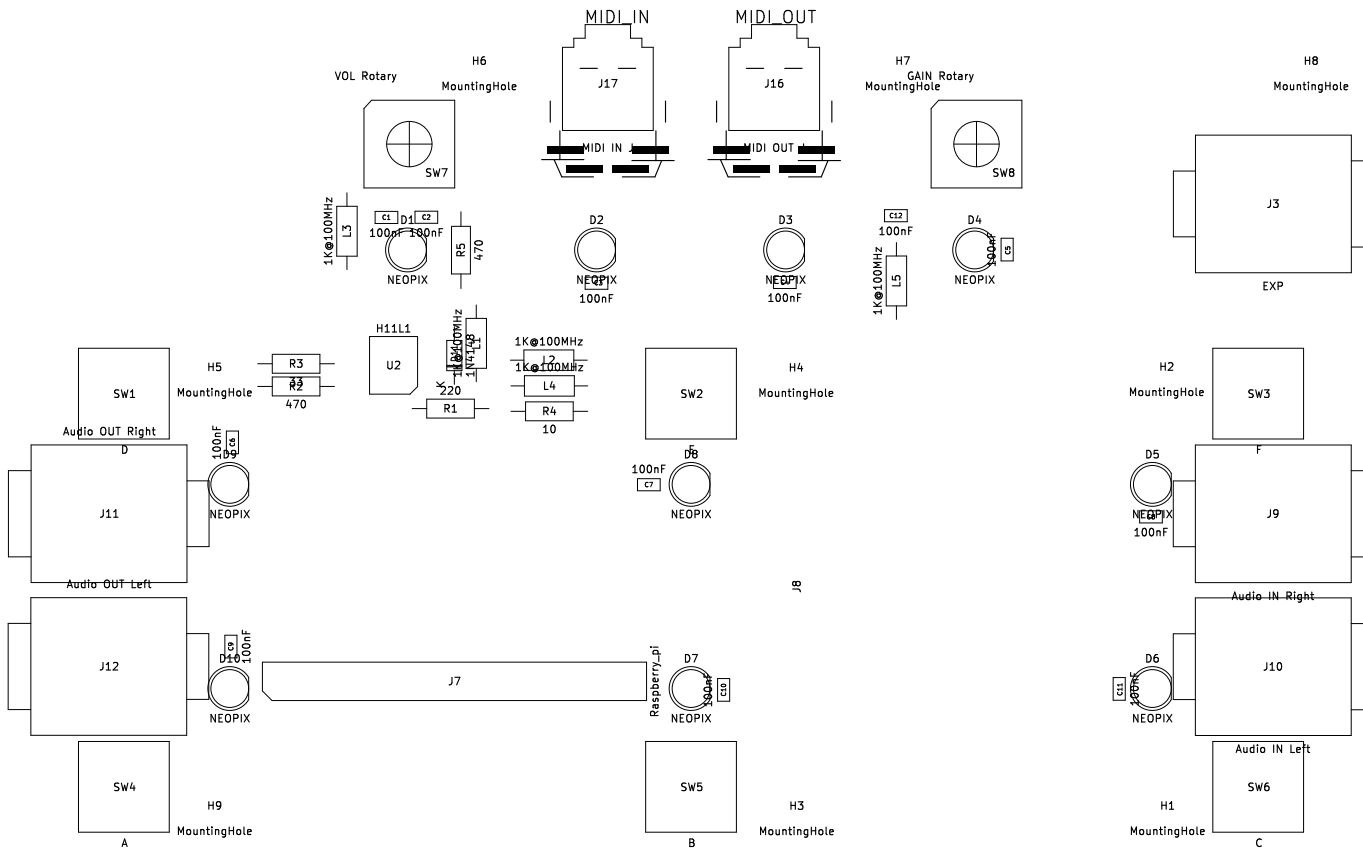 MIDI_IN
MIDI_OUT
H6
MountingHole
VOL Rotary
J17
J16
H7
MountingHole
GAIN Rotary
H8
MountingHole
MIDI IN J
MIDI OUT J
SW7
SW8
J3
EXP
1K@100MHz
L3
C1
100nF
C2
100nF
D1
NEOPIX
R5
470
D2
NEOPIX
100nF
D3
NEOPIX
100nF
C12
100nF
1K@100MHz
L5
D4
NEOPIX
100nF
C5
H11L1
U2
1K@100MHz
1N4148
L1
K
220
R1
1K@100MHz
L2
1K@100MHz
L4
R4
10
R3
33
R2
470
SW1
D
H5
MountingHole
SW2
E
H4
MountingHole
H2
MountingHole
SW3
F
Audio OUT Right
J11
100nF
C6
D9
NEOPIX
100nF
C7
D8
NEOPIX
D5
NEOPIX
C8
100nF
J9
Audio IN Right
Audio OUT Left
J12
C9
100nF
D10
NEOPIX
J7
Raspberry_pi
J8
D7
NEOPIX
100nF
C10
C11
100nF
D6
NEOPIX
J10
Audio IN Left
SW4
A
H9
MountingHole
SW5
B
H3
MountingHole
H1
MountingHole
SW6
C